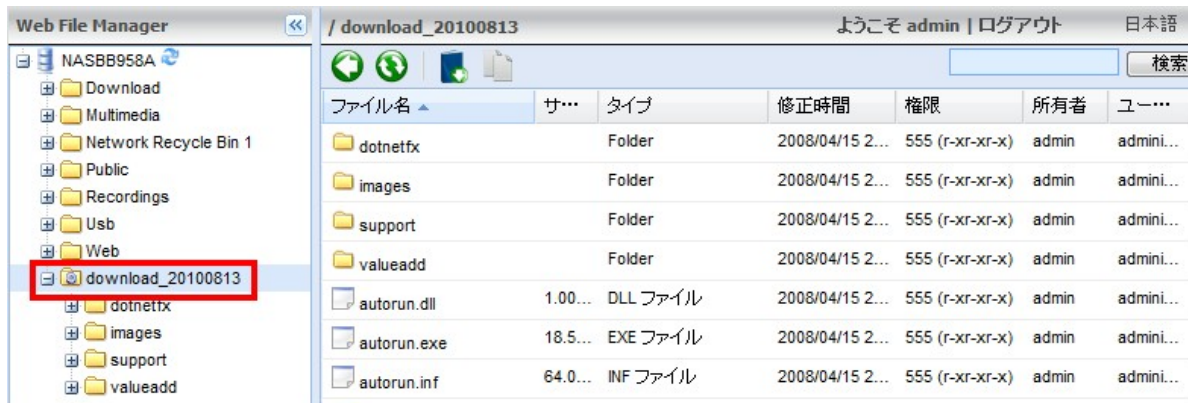 Web File Manager
/ download_20100813
ようこそ admin | ログアウト
日本語
NASBB958A
Download
Multimedia
Network Recycle Bin 1
Public
Recordings
Usb
Web
download_20100813
dotnetfx
images
support
valueadd
検索
ファイル名 サ… タイプ 修正時間 権限 所有者 ユー…
dotnetfx Folder 2008/04/15 2... 555 (r-xr-xr-x) admin admini...
images Folder 2008/04/15 2... 555 (r-xr-xr-x) admin admini...
support Folder 2008/04/15 2... 555 (r-xr-xr-x) admin admini...
valueadd Folder 2008/04/15 2... 555 (r-xr-xr-x) admin admini...
autorun.dll 1.00... DLL ファイル 2008/04/15 2... 555 (r-xr-xr-x) admin admini...
autorun.exe 18.5... EXE ファイル 2008/04/15 2... 555 (r-xr-xr-x) admin admini...
autorun.inf 64.0... INF ファイル 2008/04/15 2... 555 (r-xr-xr-x) admin admini...